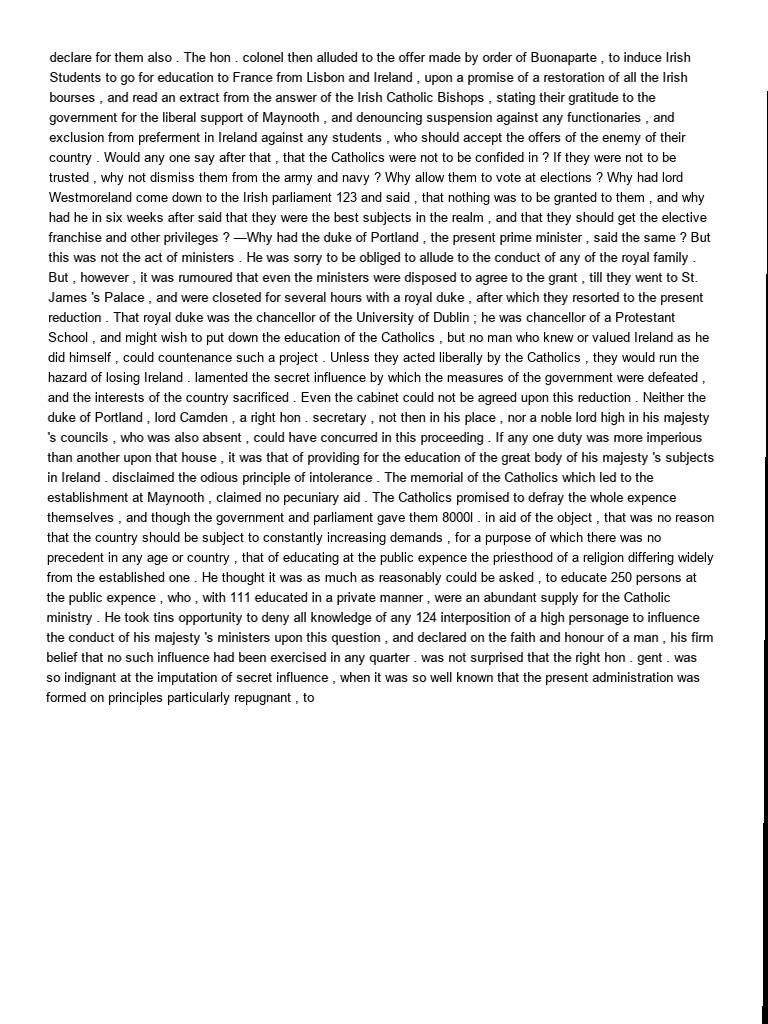 declare for them also . The hon . colonel then alluded to the offer made by order of Buonaparte , to induce Irish
Students to go for education to France from Lisbon and Ireland , upon a promise of a restoration of all the Irish
bourses , and read an extract from the answer of the Irish Catholic Bishops , stating their gratitude to the
government for the liberal support of Maynooth , and denouncing suspension against any functionaries , and
exclusion from preferment in Ireland against any students , who should accept the offers of the enemy of their
country . Would any one say after that , that the Catholics were not to be confided in ? If they were not to be
trusted , why not dismiss them from the army and navy ? Why allow them to vote at elections ? Why had lord
Westmoreland come down to the Irish parliament 123 and said , that nothing was to be granted to them , and why
had he in six weeks after said that they were the best subjects in the realm , and that they should get the elective
franchise and other privileges ? —Why had the duke of Portland , the present prime minister , said the same ? But
this was not the act of ministers . He was sorry to be obliged to allude to the conduct of any of the royal family .
But , however , it was rumoured that even the ministers were disposed to agree to the grant , till they went to St.
James 's Palace , and were closeted for several hours with a royal duke , after which they resorted to the present
reduction . That royal duke was the chancellor of the University of Dublin ; he was chancellor of a Protestant
School , and might wish to put down the education of the Catholics , but no man who knew or valued Ireland as he
did himself , could countenance such a project . Unless they acted liberally by the Catholics , they would run the
hazard of losing Ireland . lamented the secret influence by which the measures of the government were defeated ,
and the interests of the country sacrificed . Even the cabinet could not be agreed upon this reduction . Neither the
duke of Portland , lord Camden , a right hon . secretary , not then in his place , nor a noble lord high in his majesty
's councils , who was also absent , could have concurred in this proceeding . If any one duty was more imperious
than another upon that house , it was that of providing for the education of the great body of his majesty 's subjects
in Ireland . disclaimed the odious principle of intolerance . The memorial of the Catholics which led to the
establishment at Maynooth , claimed no pecuniary aid . The Catholics promised to defray the whole expence
themselves , and though the government and parliament gave them 8000l . in aid of the object , that was no reason
that the country should be subject to constantly increasing demands , for a purpose of which there was no
precedent in any age or country , that of educating at the public expence the priesthood of a religion differing widely
from the established one . He thought it was as much as reasonably could be asked , to educate 250 persons at
the public expence , who , with 111 educated in a private manner , were an abundant supply for the Catholic
ministry . He took tins opportunity to deny all knowledge of any 124 interposition of a high personage to influence
the conduct of his majesty 's ministers upon this question , and declared on the faith and honour of a man , his firm
belief that no such influence had been exercised in any quarter . was not surprised that the right hon . gent . was
so indignant at the imputation of secret influence , when it was so well known that the present administration was
formed on principles particularly repugnant , to